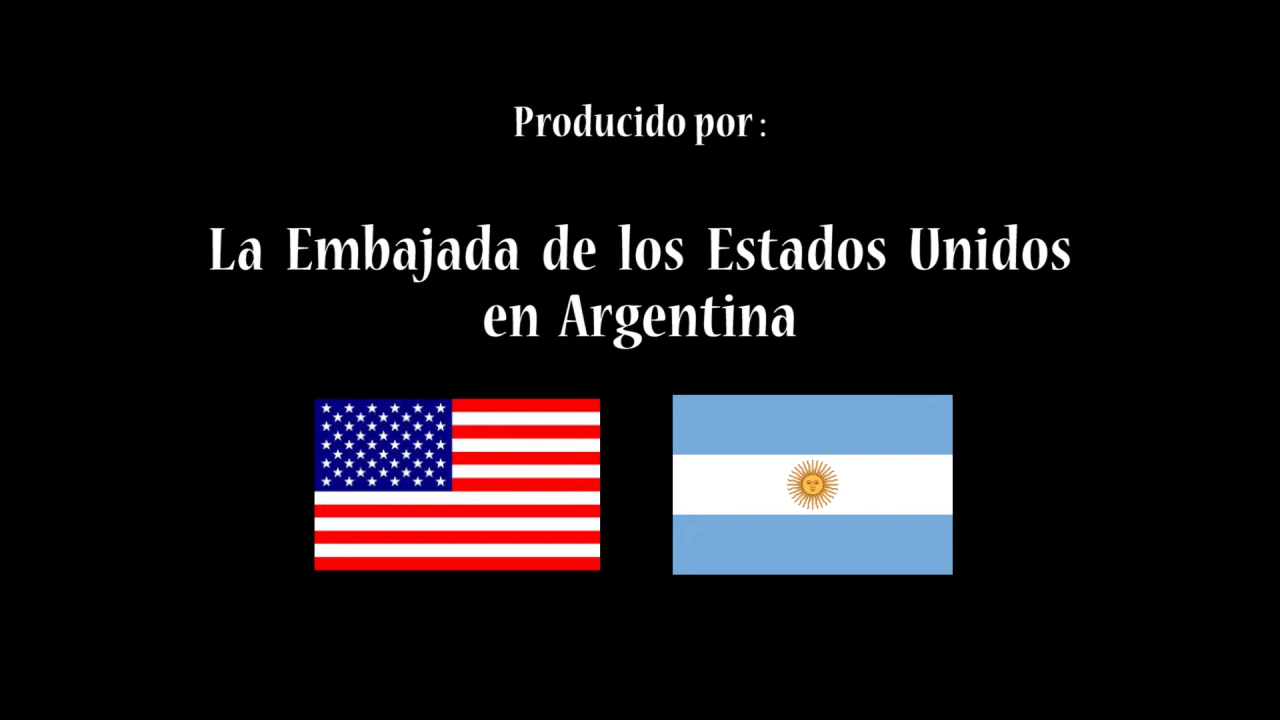 Producido por :
La Embajada de los Estados Unidos
en Argentina